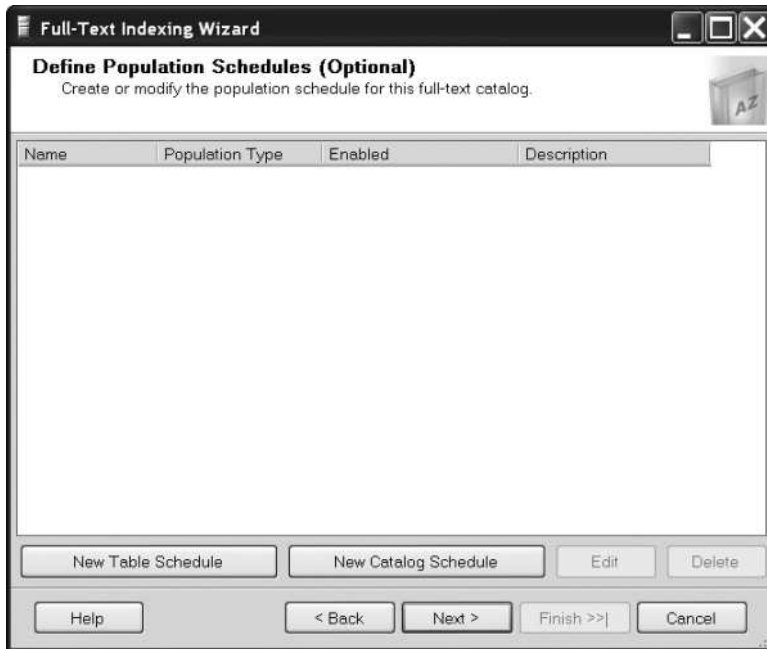 Full-Text Indexing Wizard
Define Population Schedules (Optional)
Create or modify the population schedule for this full-text catalog.
AZ
Name Population Type Enabled Description
New Table Schedule New Catalog Schedule Edit Delete
Help < Back Next > Finish >>| Cancel